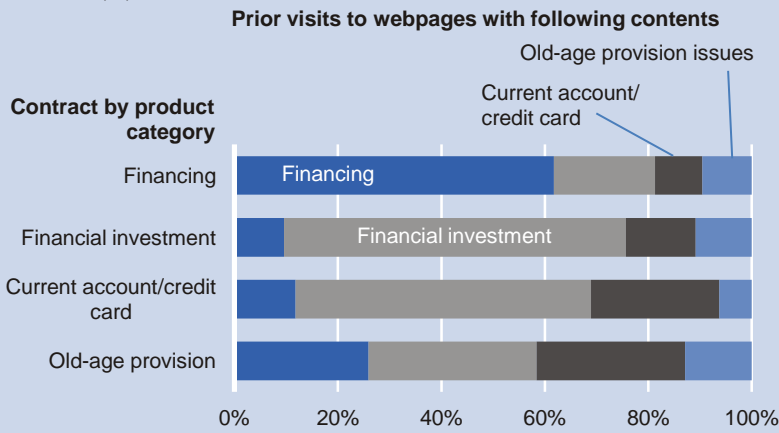 Prior visits to webpages with following contents
Old-age provision issues
Current account/
credit card
Contract by product
category
Financing
Financing
Financial investment
Financial investment
Current account/credit
card
Old-age provision
0% 20% 40% 60% 80% 100%